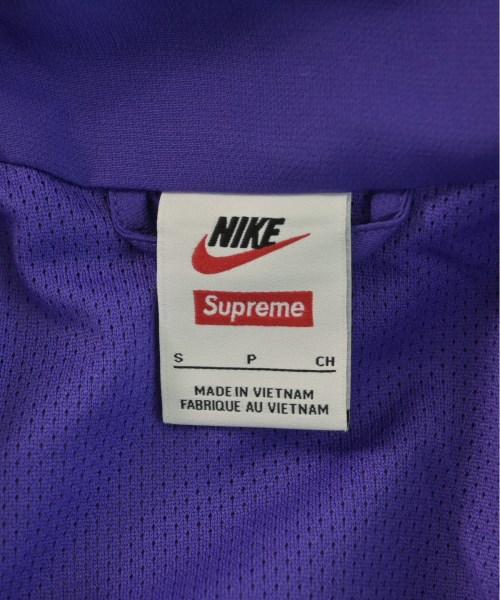 NIKE
Supreme
S P CH
MADE IN VIETNAM
FABRIQUE AU VIETNAM